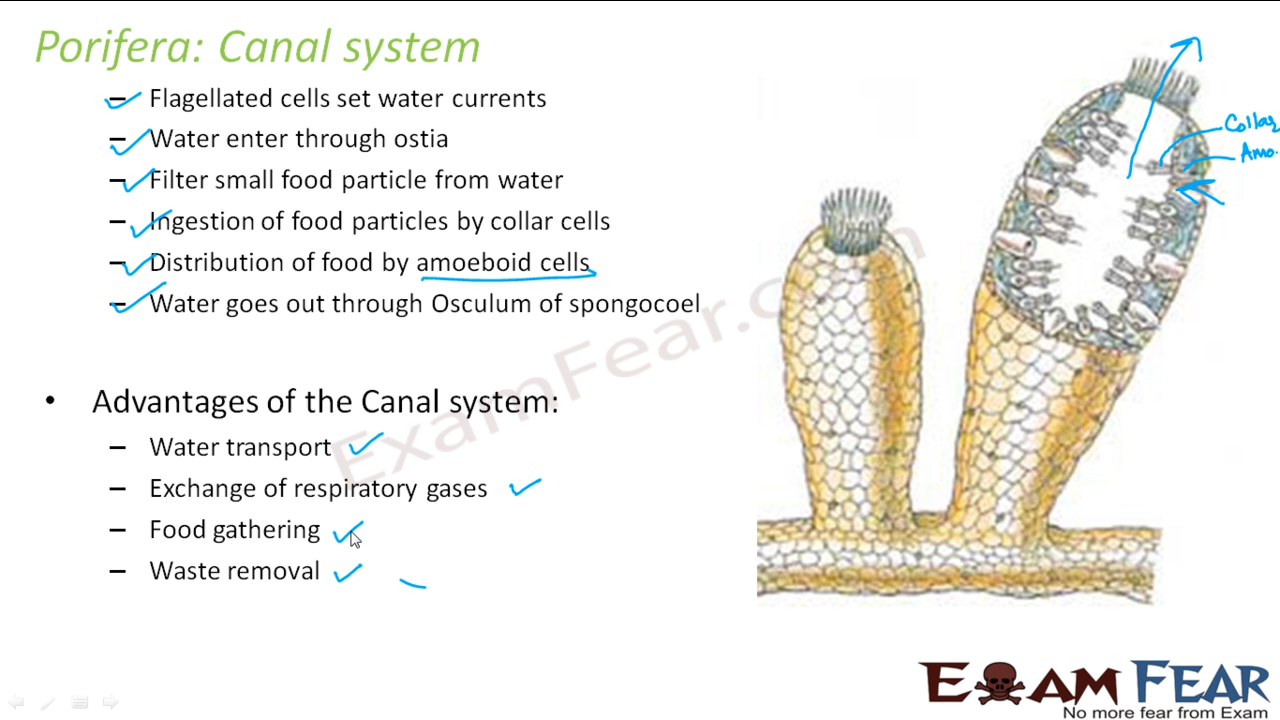 Porifera: Canal system
– Flagellated cells set water currents
– Water enter through ostia
– Filter small food particle from water
– Ingestion of food particles by collar cells
– Distribution of food by amoeboid cells
– Water goes out through Osculum of spongocoel
• Advantages of the Canal system:
– Water transport
– Exchange of respiratory gases
– Food gathering
– Waste removal
Collar
Amo.
ExamFear.com
EXAM FEAR
No more fear from Exam